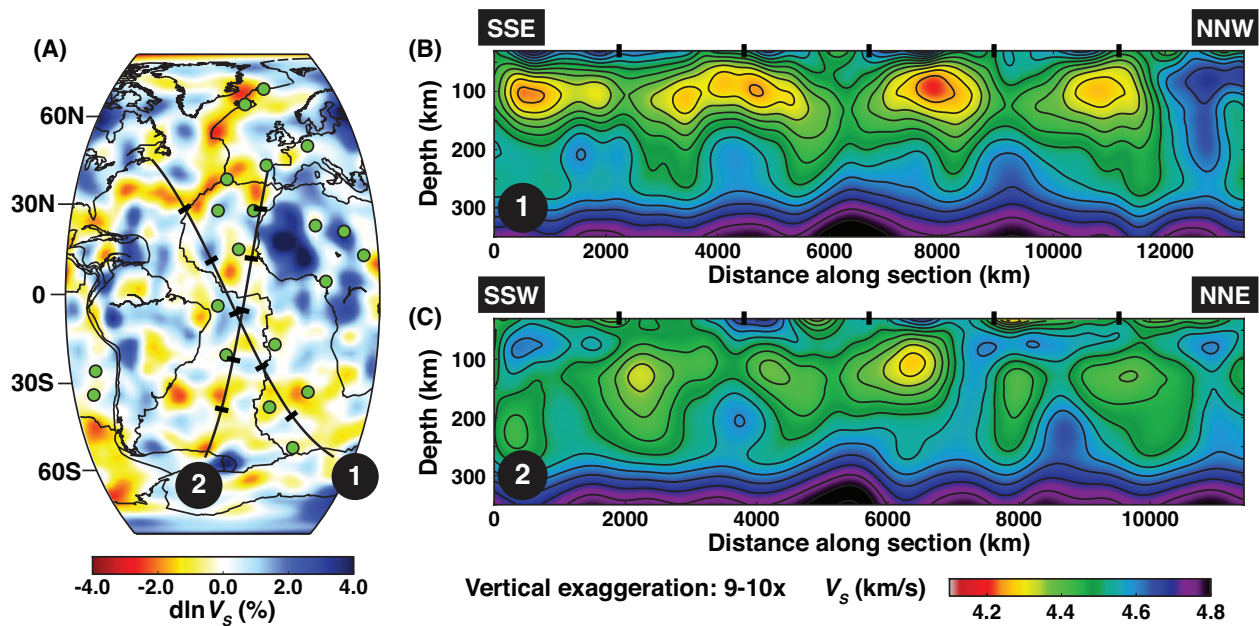 (A)
60N
30N
0
30S
60S
2
1
-4.0 -2.0 0.0 2.0 4.0
dln Vs (%)
(B)
SSE
NNW
Depth (km)
100
200
300
1
0 2000 4000 6000 8000 10000 12000
Distance along section (km)
(C)
SSW
NNE
Depth (km)
100
200
300
2
0 2000 4000 6000 8000 10000
Distance along section (km)
Vertical exaggeration: 9-10x
Vs (km/s)
4.2 4.4 4.6 4.8